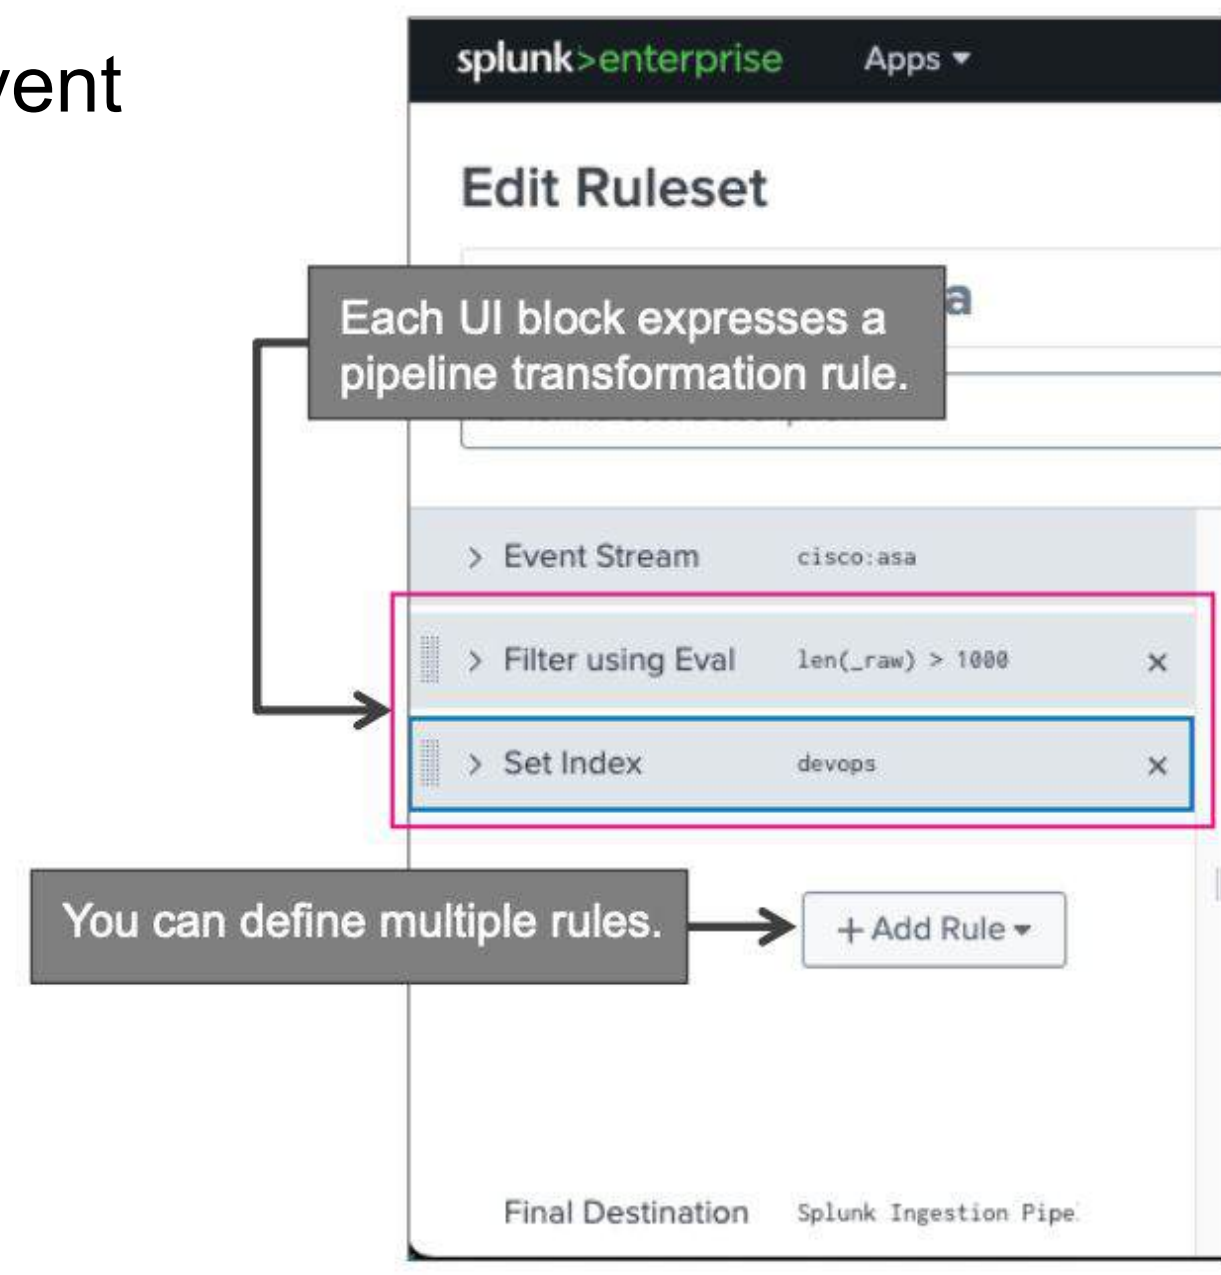 vent
splunk>enterprise Apps
Edit Ruleset
a
Each UI block expresses a
pipeline transformation rule.
> Event Stream cisco:asa
> Filter using Eval len(_raw) > 1000 ×
> Set Index devops ×
You can define multiple rules.
+ Add Rule
Final Destination Splunk Ingestion Pipe